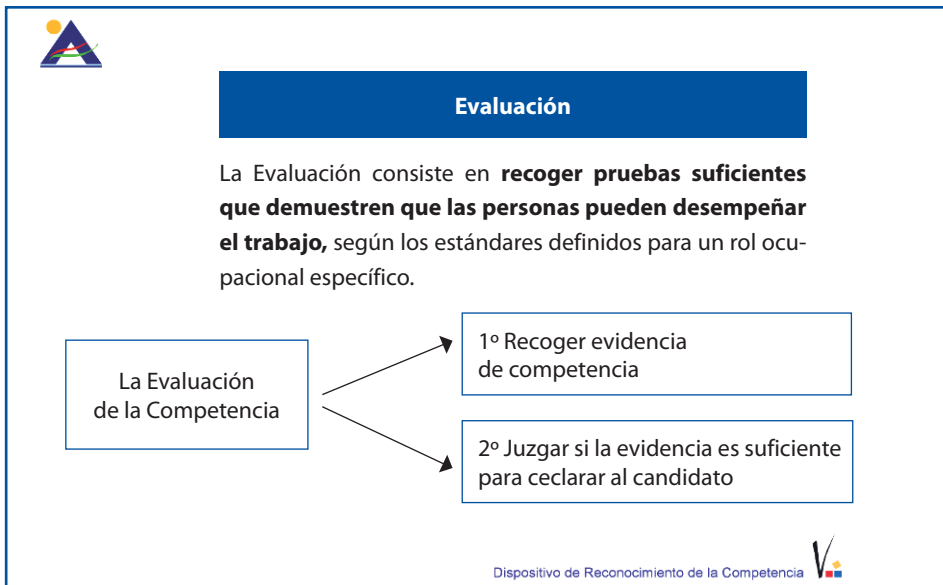 Evaluación
La Evaluación consiste en recoger pruebas suficientes
que demuestren que las personas pueden desempeñar
el trabajo, según los estándares definidos para un rol ocu-
pacional específico.
La Evaluación
de la Competencia
1º Recoger evidencia
de competencia
2º Juzgar si la evidencia es suficiente
para ceclarar al candidato
Dispositivo de Reconocimiento de la Competencia